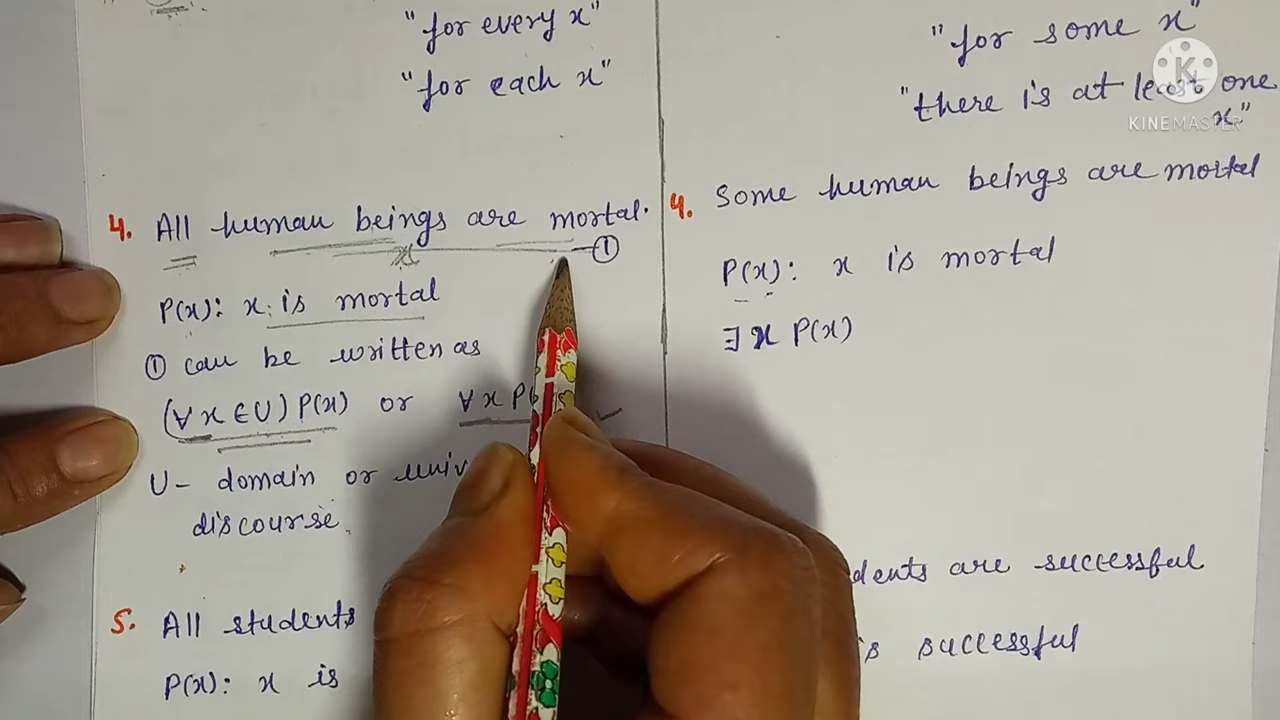 "for every x"
"for each x"
4. All human beings are mortal.
x ①
P(x): x is mortal
① can be written as
(∀x∈U) P(x) or ∀x P(
U- domain or univ
discourse.
5. All students
P(x): x is
"for some x"
"there is at least one
x"
KINEMASTER
4. Some human beings are mortal
P(x): x is mortal
∃x P(x)
dents are successful
is successful